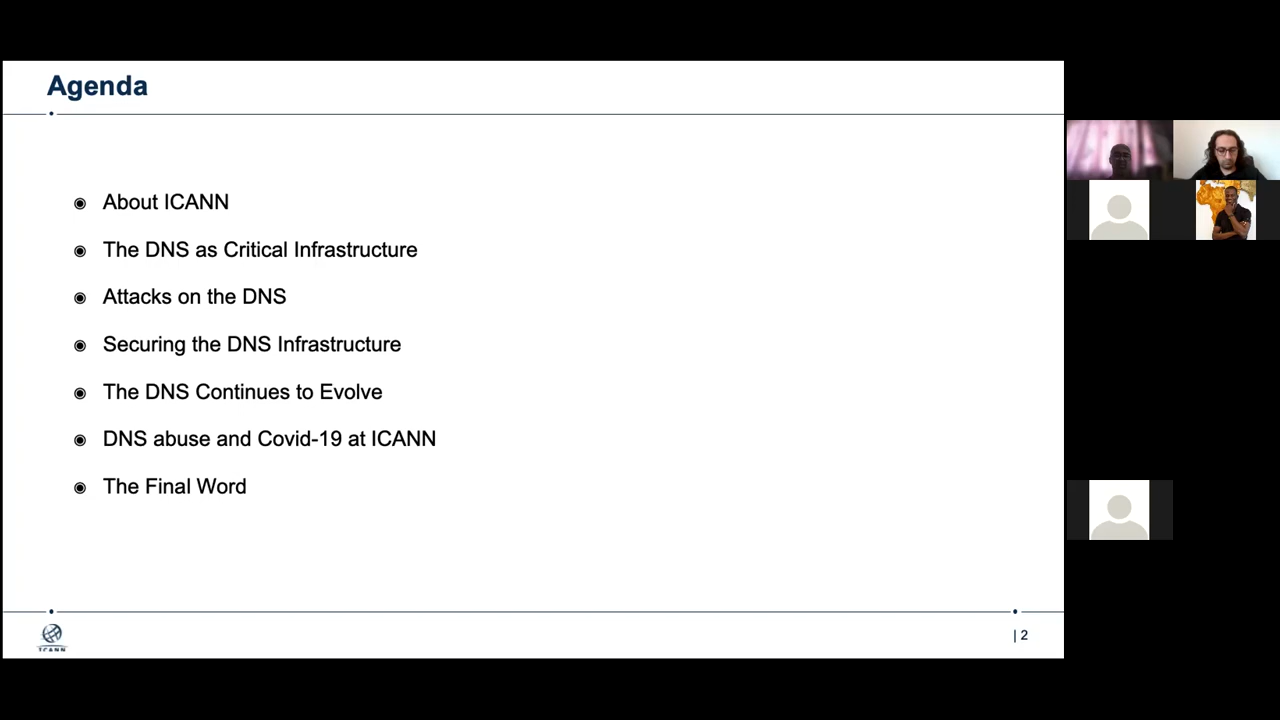 Agenda
About ICANN
The DNS as Critical Infrastructure
Attacks on the DNS
Securing the DNS Infrastructure
The DNS Continues to Evolve
DNS abuse and Covid-19 at ICANN
The Final Word
ICANN
| 2